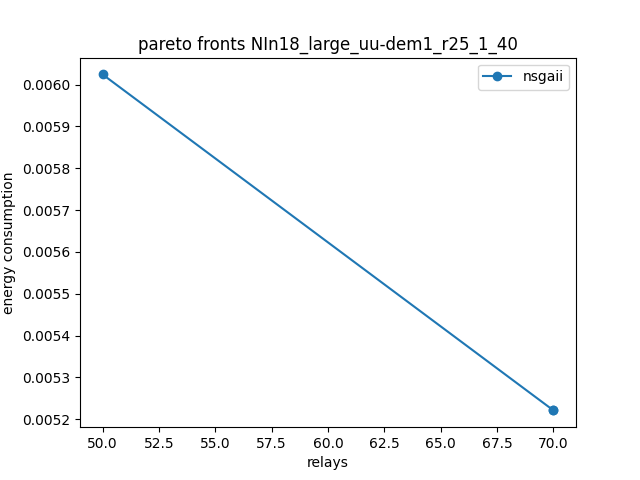 pareto fronts NIn18_large_uu-dem1_r25_1_40
nsgaii
energy consumption
0.0060
0.0059
0.0058
0.0057
0.0056
0.0055
0.0054
0.0053
0.0052
50.0 52.5 55.0 57.5 60.0 62.5 65.0 67.5 70.0
relays